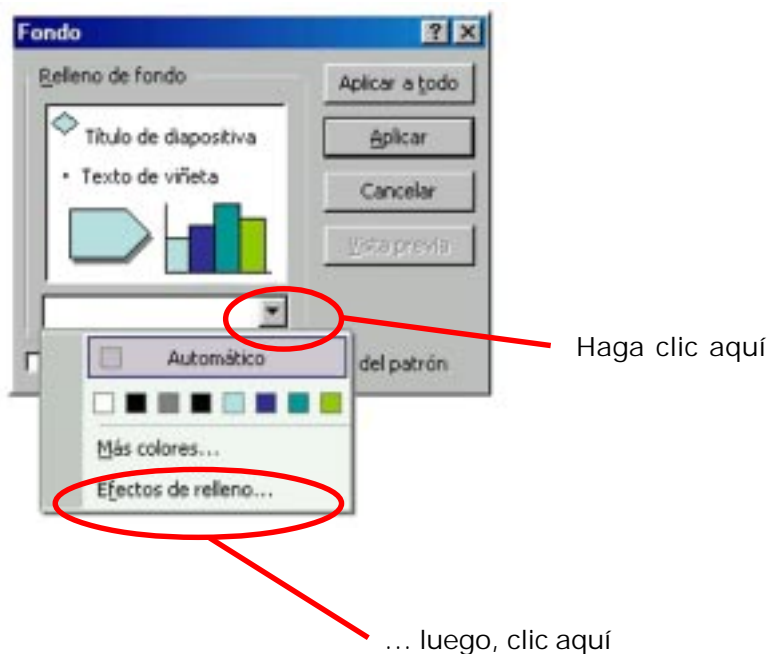 Fondo
Relleno de fondo
Título de diapositiva
• Texto de viñeta
Aplicar a todo
Aplicar
Cancelar
Vista previa
Automático
del patrón
Más colores...
Efectos de relleno...
Haga clic aquí
... luego, clic aquí